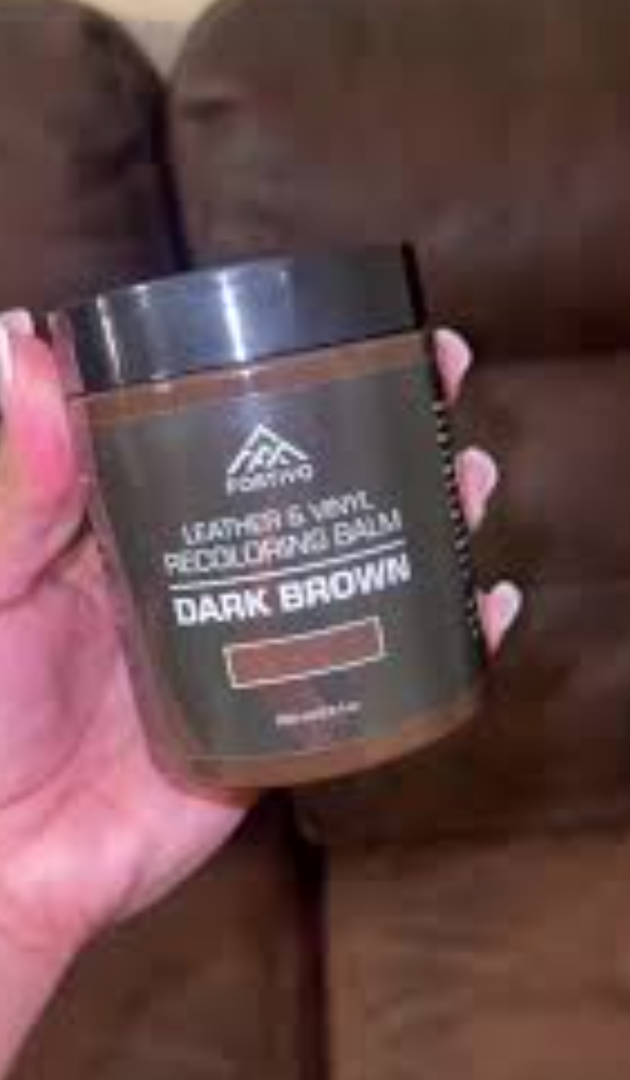 FORTIVO
LEATHER & VINYL
RECOLORING BALM
DARK BROWN